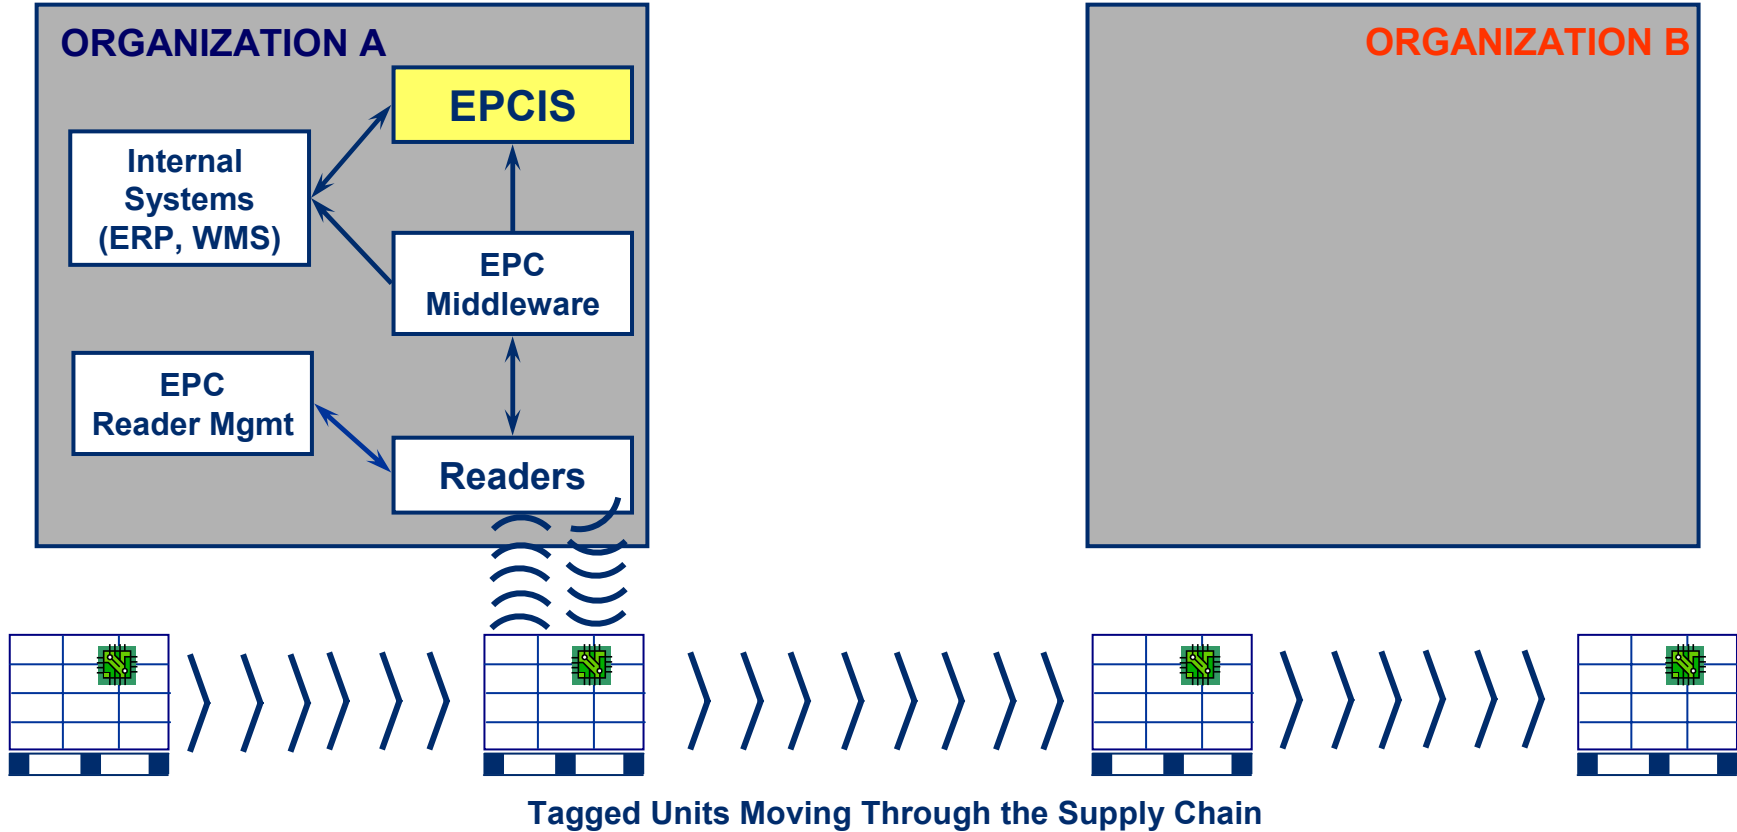 ORGANIZATION A
ORGANIZATION B
EPCIS
Internal
Systems
(ERP, WMS)
EPC
Middleware
EPC
Reader Mgmt
Readers
Tagged Units Moving Through the Supply Chain